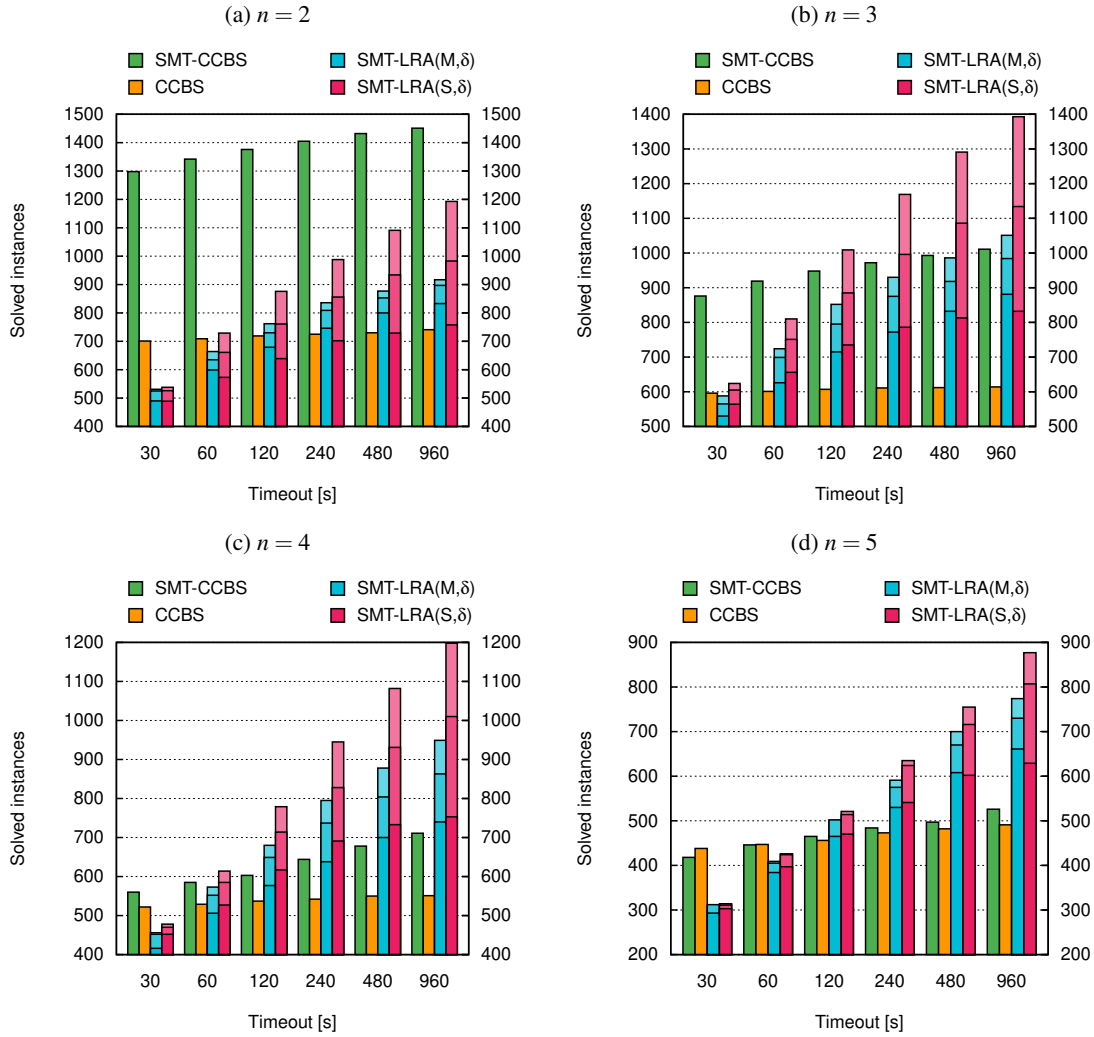 (a) n = 2
SMT-CCBS SMT-LRA(M,δ)
CCBS SMT-LRA(S,δ)
1500 1500
1400 1400
1300 1300
1200 1200
1100 1100
1000 1000
900 900
800 800
700 700
600 600
500 500
400 400
Solved instances
30 60 120 240 480 960
Timeout [s]
(b) n = 3
SMT-CCBS SMT-LRA(M,δ)
CCBS SMT-LRA(S,δ)
1400 1400
1300 1300
1200 1200
1100 1100
1000 1000
900 900
800 800
700 700
600 600
500 500
Solved instances
30 60 120 240 480 960
Timeout [s]
(c) n = 4
SMT-CCBS SMT-LRA(M,δ)
CCBS SMT-LRA(S,δ)
1200 1200
1100 1100
1000 1000
900 900
800 800
700 700
600 600
500 500
400 400
Solved instances
30 60 120 240 480 960
Timeout [s]
(d) n = 5
SMT-CCBS SMT-LRA(M,δ)
CCBS SMT-LRA(S,δ)
900 900
800 800
700 700
600 600
500 500
400 400
300 300
200 200
Solved instances
30 60 120 240 480 960
Timeout [s]